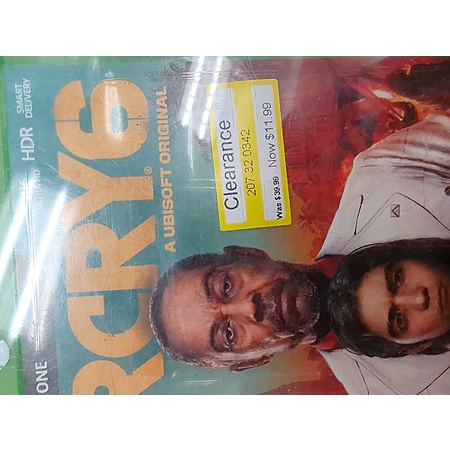 ONE
HDR
SMART
DELIVERY
RCRY6
A UBISOFT ORIGINAL
Clearance
207 32 0342
Was $39.99 Now $11.99